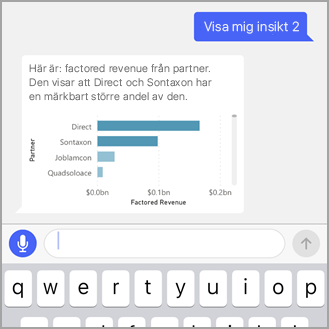 Visa mig insikt 2
Här är: factored revenue från partner.
Den visar att Direct och Sontaxon har
en märkbart större andel av den.
Partner
Direct
Sontaxon
Joblamcon
Quadsoloace
$0.0bn $0.1bn $0.2bn
Factored Revenue
q w e r t y u i o p